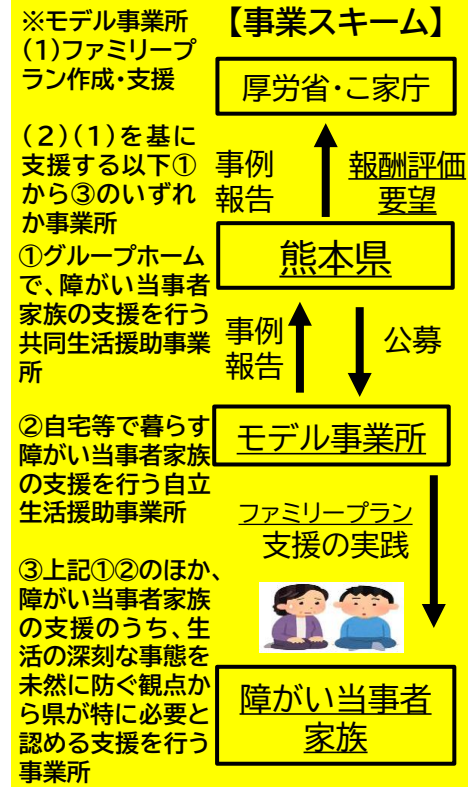 ※モデル事業所
(1)ファミリープ
ラン作成・支援
(2)(1)を基に
支援する以下①
から③のいずれ
か事業所
①グループホーム
で、障がい当事者
家族の支援を行う
共同生活援助事業
所
②自宅等で暮らす
障がい当事者家族
の支援を行う自立
生活援助事業所
③上記①②のほか、
障がい当事者家族
の支援のうち、生
活の深刻な事態を
未然に防ぐ観点か
ら県が特に必要と
認める支援を行う
事業所
【事業スキーム】
厚労省・こ家庁
事例
報告
報酬評価
要望
熊本県
事例
報告
公募
モデル事業所
ファミリープラン
支援の実践
障がい当事者
家族